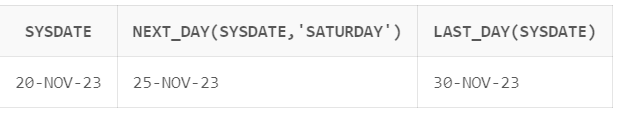 SYSDATE NEXT_DAY(SYSDATE,'SATURDAY') LAST_DAY(SYSDATE)
20-NOV-23 25-NOV-23 30-NOV-23